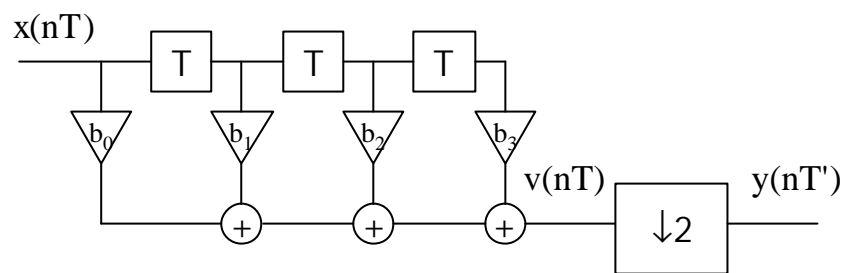 x(nT)
T T T
b₀ b₁ b₂ b₃
v(nT) y(nT')
+ + + ↓2